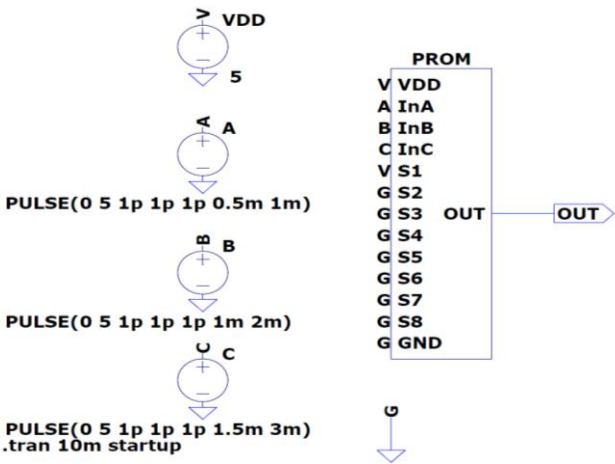 V VDD
5
A A
PULSE(0 5 1p 1p 1p 0.5m 1m)
B B
PULSE(0 5 1p 1p 1p 1m 2m)
C C
PULSE(0 5 1p 1p 1p 1.5m 3m)
.tran 10m startup
PROM
V VDD
A InA
B InB
C InC
V S1
G S2
G S3 OUT OUT
G S4
G S5
G S6
G S7
G S8
G GND
G